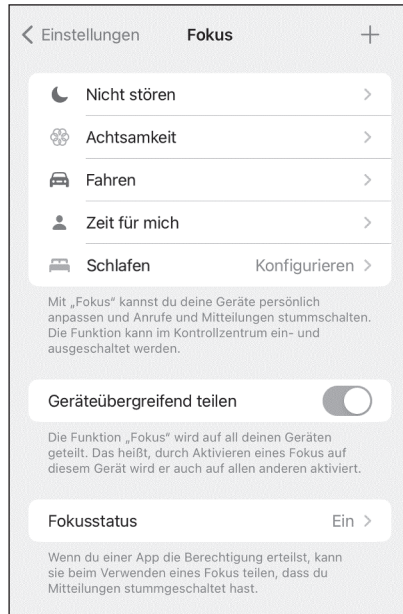 Einstellungen Fokus
Nicht stören
Achtsamkeit
Fahren
Zeit für mich
Schlafen Konfigurieren
Mit „Fokus“ kannst du deine Geräte persönlich
anpassen und Anrufe und Mitteilungen stummschalten.
Die Funktion kann im Kontrollzentrum ein- und
ausgeschaltet werden.
Geräteübergreifend teilen
Die Funktion „Fokus“ wird auf all deinen Geräten
geteilt. Das heißt, durch Aktivieren eines Fokus auf
diesem Gerät wird er auch auf allen anderen aktiviert.
Fokusstatus Ein
Wenn du einer App die Berechtigung erteilst, kann
sie beim Verwenden eines Fokus teilen, dass du
Mitteilungen stummgeschaltet hast.